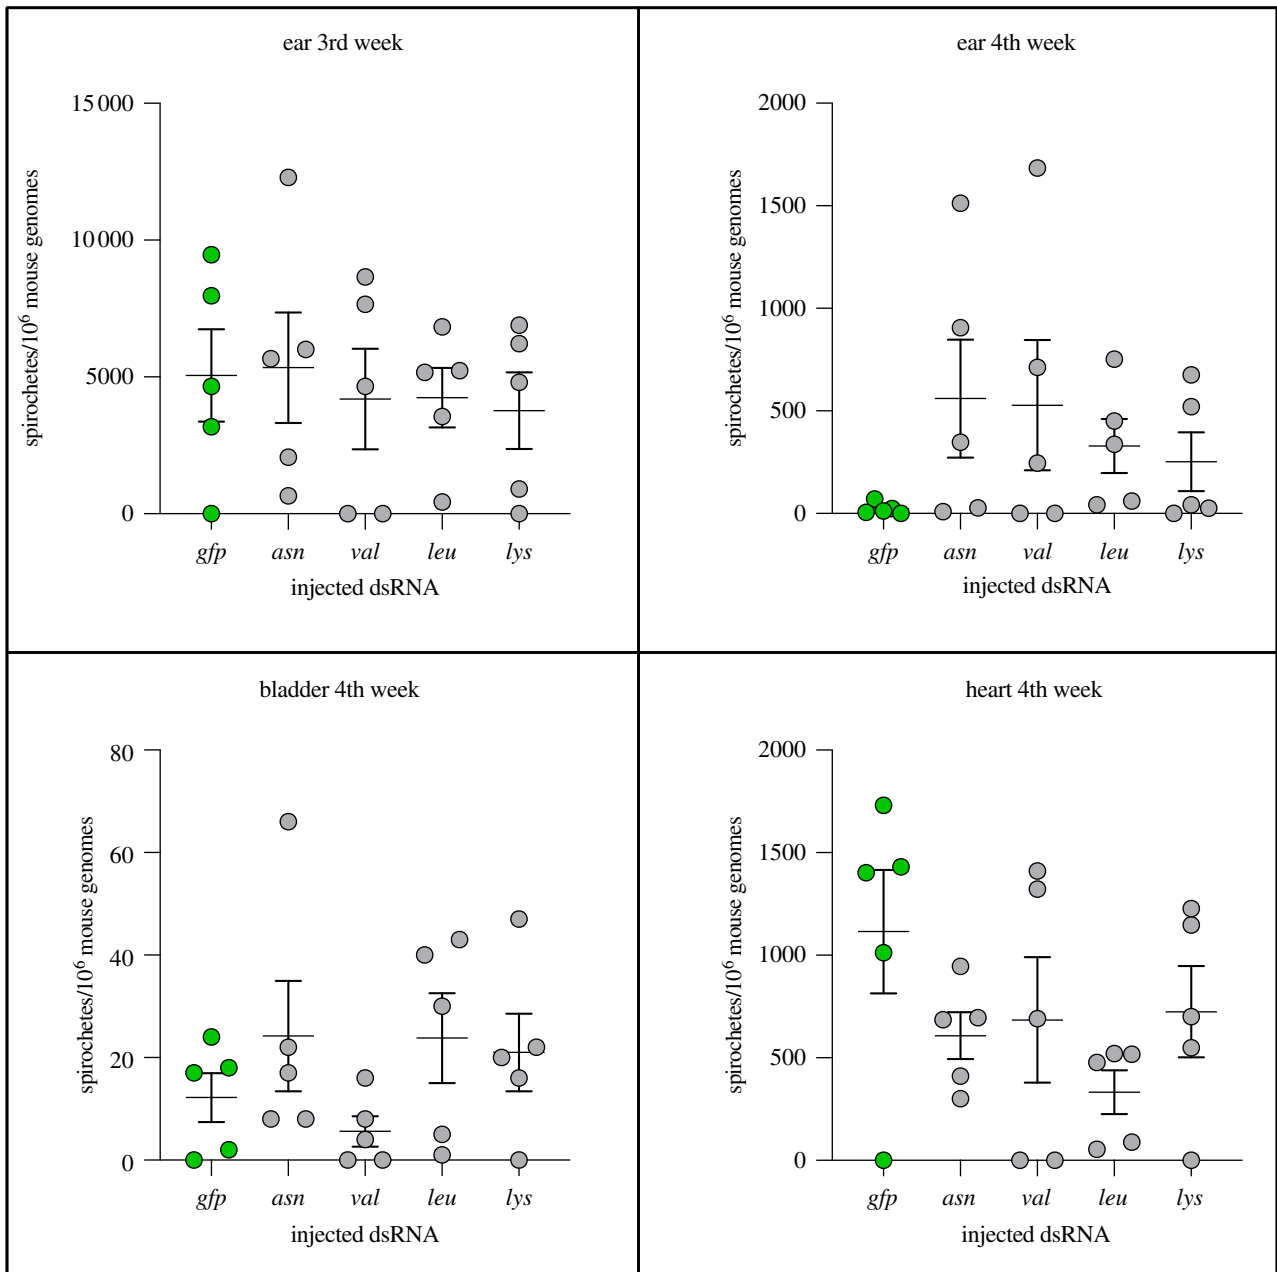 ear 3rd week
15 000
10 000
5000
0
spirochetes/10⁶ mouse genomes
gfp asn val leu lys
injected dsRNA
ear 4th week
2000
1500
1000
500
0
spirochetes/10⁶ mouse genomes
gfp asn val leu lys
injected dsRNA
bladder 4th week
80
60
40
20
0
spirochetes/10⁶ mouse genomes
gfp asn val leu lys
injected dsRNA
heart 4th week
2000
1500
1000
500
0
spirochetes/10⁶ mouse genomes
gfp asn val leu lys
injected dsRNA